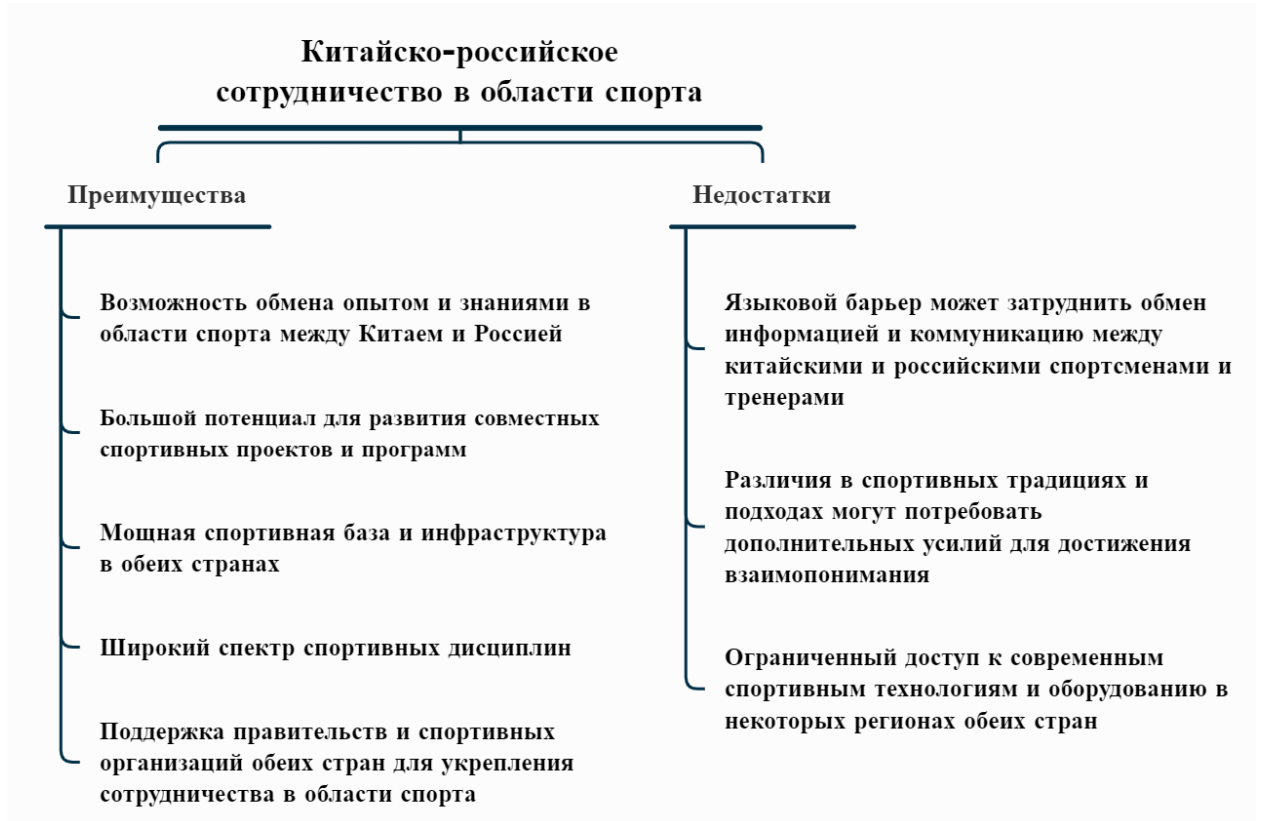 Китайско-российское
сотрудничество в области спорта
Преимущества
Возможность обмена опытом и знаниями в
области спорта между Китаем и Россией
Большой потенциал для развития совместных
спортивных проектов и программ
Мощная спортивная база и инфраструктура
в обеих странах
Широкий спектр спортивных дисциплин
Поддержка правительств и спортивных
организаций обеих стран для укрепления
сотрудничества в области спорта
Недостатки
Языковой барьер может затруднить обмен
информацией и коммуникацию между
китайскими и российскими спортсменами и
тренерами
Различия в спортивных традициях и
подходах могут потребовать
дополнительных усилий для достижения
взаимопонимания
Ограниченный доступ к современным
спортивным технологиям и оборудованию в
некоторых регионах обеих стран